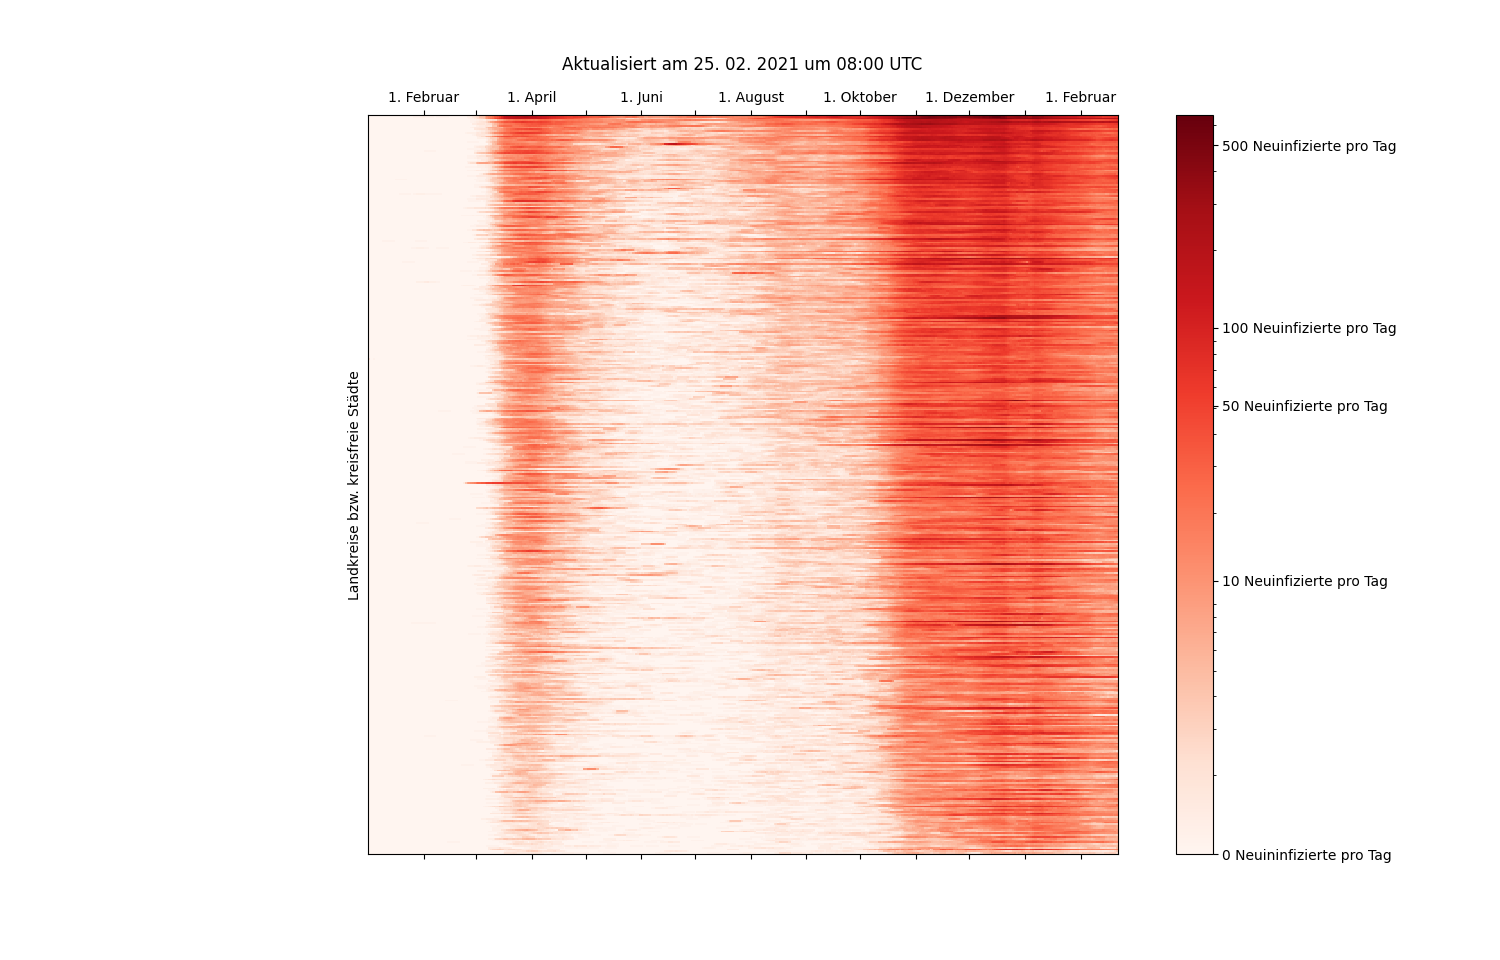 Aktualisiert am 25. 02. 2021 um 08:00 UTC
1. Februar
1. April
1. Juni
1. August
1. Oktober
1. Dezember
1. Februar
Landkreise bzw. kreisfreie Städte
500 Neuinfizierte pro Tag
100 Neuinfizierte pro Tag
50 Neuinfizierte pro Tag
10 Neuinfizierte pro Tag
0 Neuininfizierte pro Tag